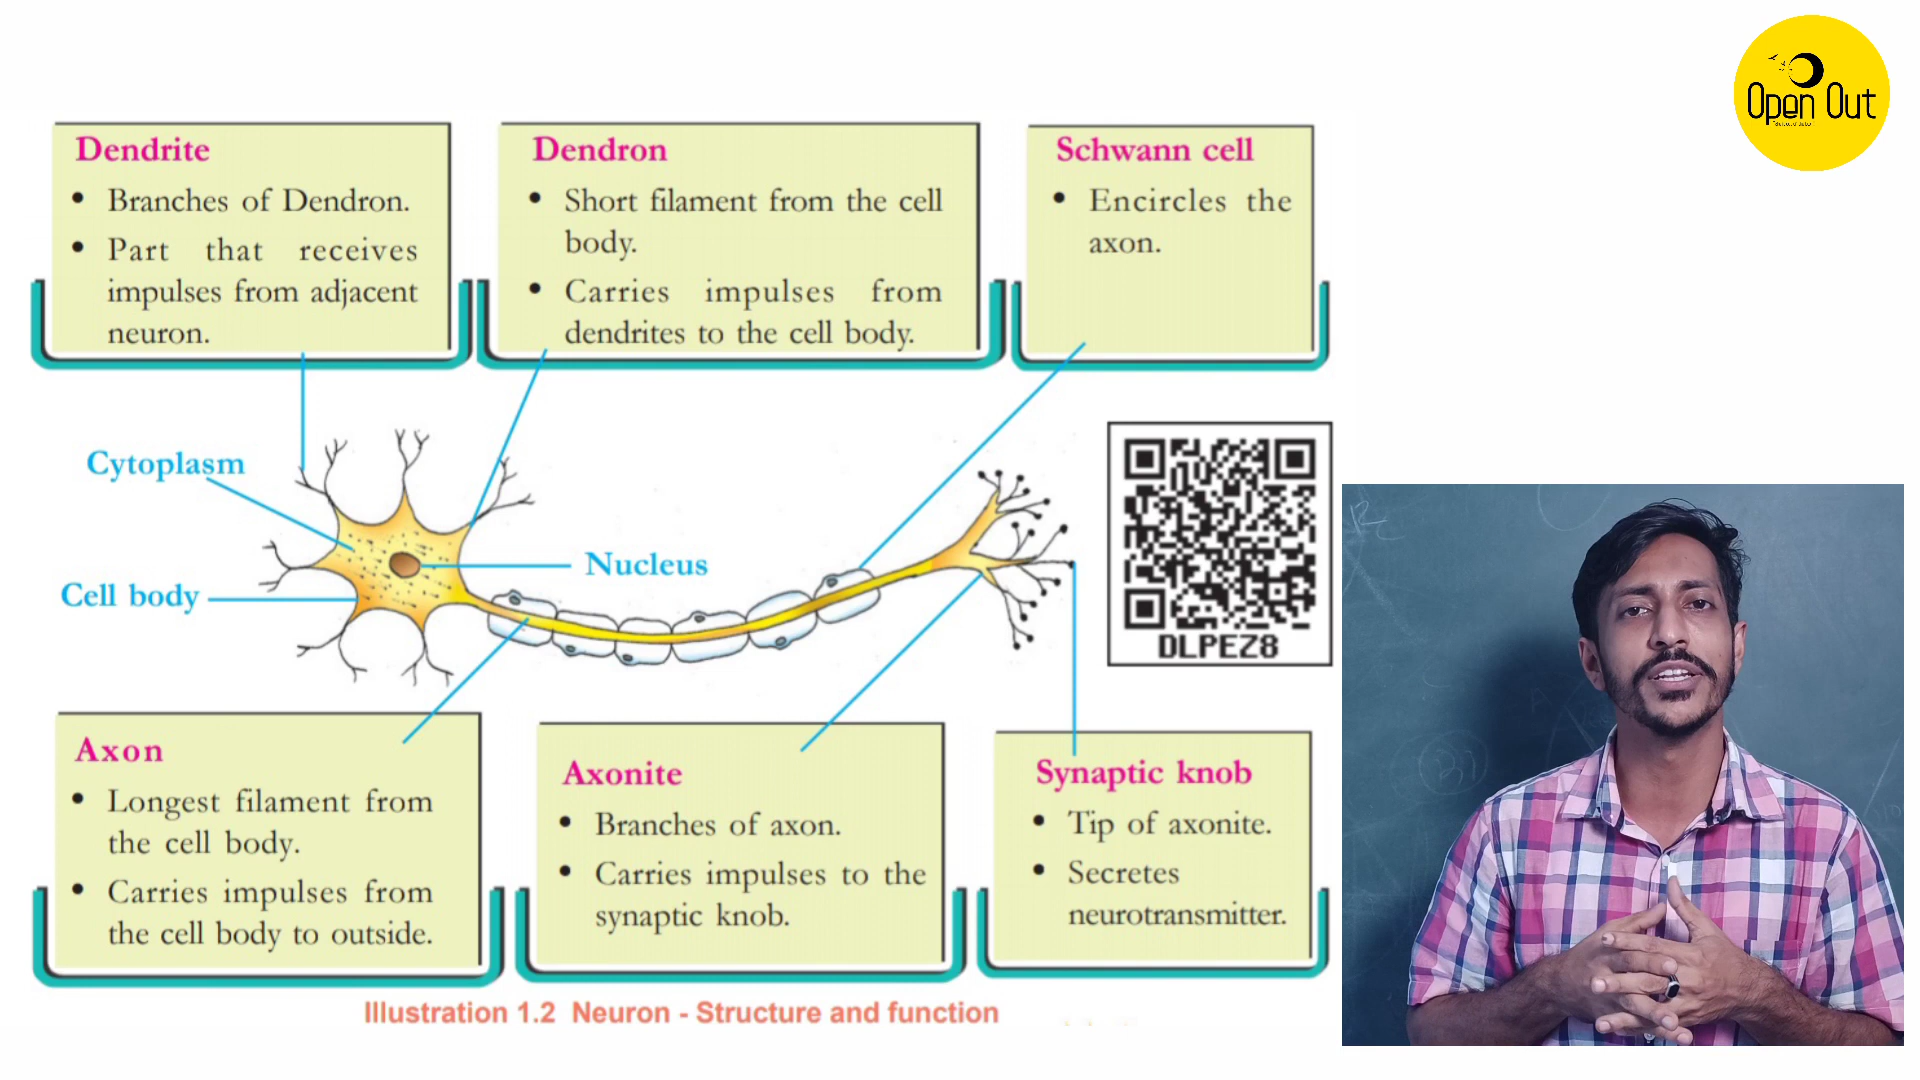 Open Out
Dendrite
• Branches of Dendron.
• Part that receives
impulses from adjacent
neuron.
Dendron
• Short filament from the cell
body.
• Carries impulses from
dendrites to the cell body.
Schwann cell
• Encircles the
axon.
Cytoplasm
Nucleus
Cell body
DLPEZ8
Axon
• Longest filament from
the cell body.
• Carries impulses from
the cell body to outside.
Axonite
• Branches of axon.
• Carries impulses to the
synaptic knob.
Synaptic knob
• Tip of axonite.
• Secretes
neurotransmitter.
Illustration 1.2 Neuron - Structure and function